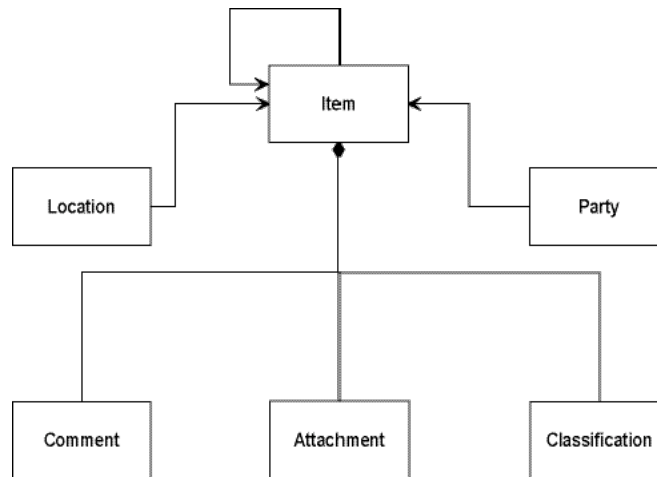 Item
Location
Party
Comment
Attachment
Classification